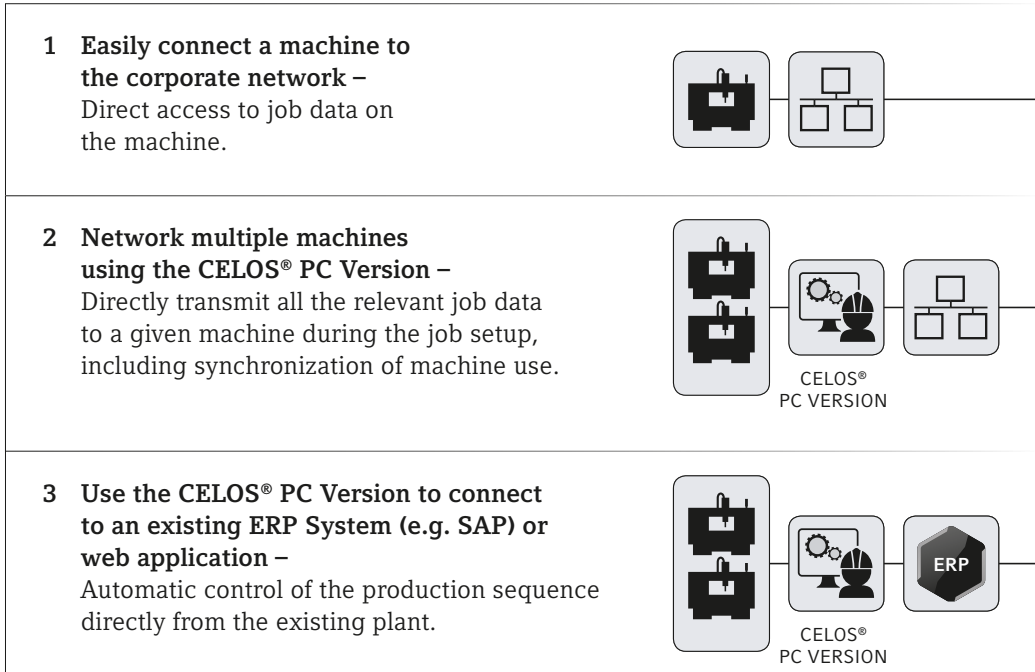 1 Easily connect a machine to
the corporate network –
Direct access to job data on
the machine.
2 Network multiple machines
using the CELOS® PC Version –
Directly transmit all the relevant job data
to a given machine during the job setup,
including synchronization of machine use.
CELOS®
PC VERSION
3 Use the CELOS® PC Version to connect
to an existing ERP System (e.g. SAP) or
web application –
Automatic control of the production sequence
directly from the existing plant.
ERP
CELOS®
PC VERSION